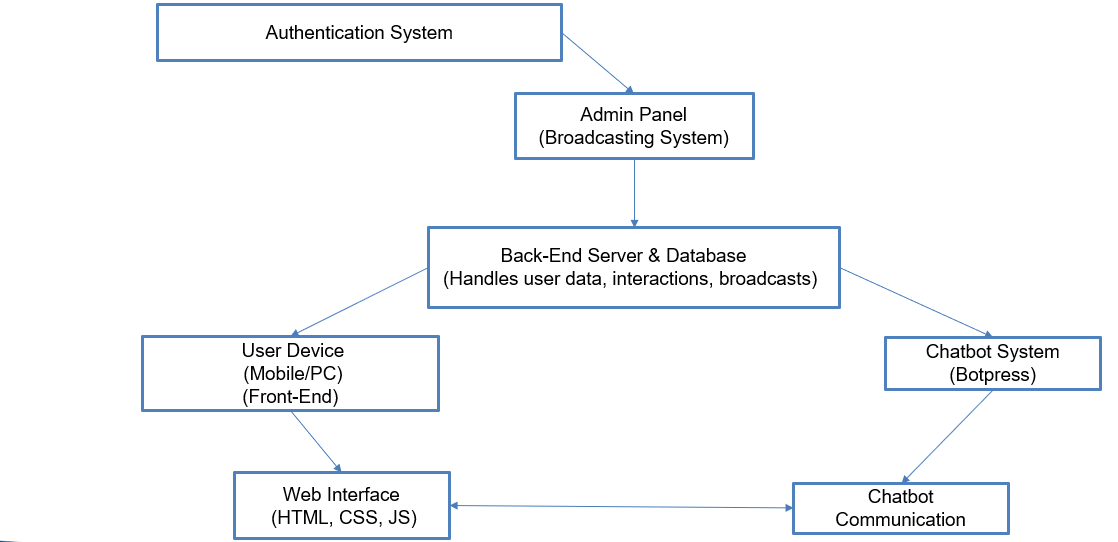 Authentication System
Admin Panel
(Broadcasting System)
Back-End Server & Database
(Handles user data, interactions, broadcasts)
User Device
(Mobile/PC)
(Front-End)
Chatbot System
(Botpress)
Web Interface
(HTML, CSS, JS)
Chatbot
Communication